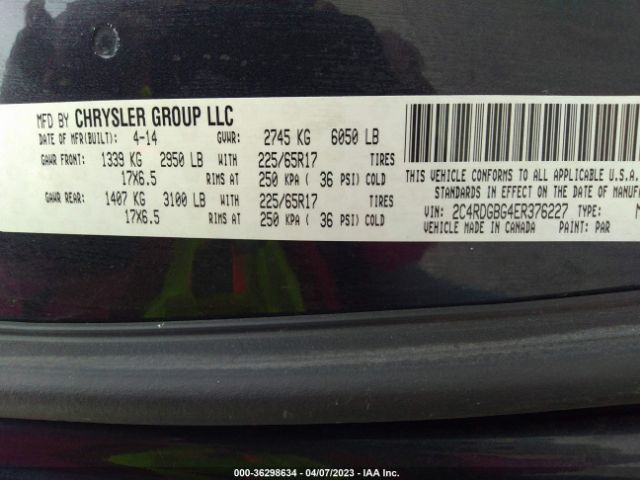 MFD BY CHRYSLER GROUP LLC
DATE OF MFR(BUILT): 4-14 GVWR: 2745 KG 6050 LB
GAWR FRONT: 1339 KG 2950 LB WITH 225/65R17 TIRES
17X6.5 RIMS AT 250 KPA ( 36 PSI) COLD
GAWR REAR: 1407 KG 3100 LB WITH 225/65R17 TIRES
17X6.5 RIMS AT 250 KPA ( 36 PSI) COLD
THIS VEHICLE CONFORMS TO ALL APPLICABLE U.S.A.
STANDARDS IN EFFECT ON THE DATE OF MANUFA
VIN: 2C4RDGBG4ER376227 TYPE: M
VEHICLE MADE IN CANADA PAINT: PAR
000-36298634 - 04/07/2023 - IAA Inc.